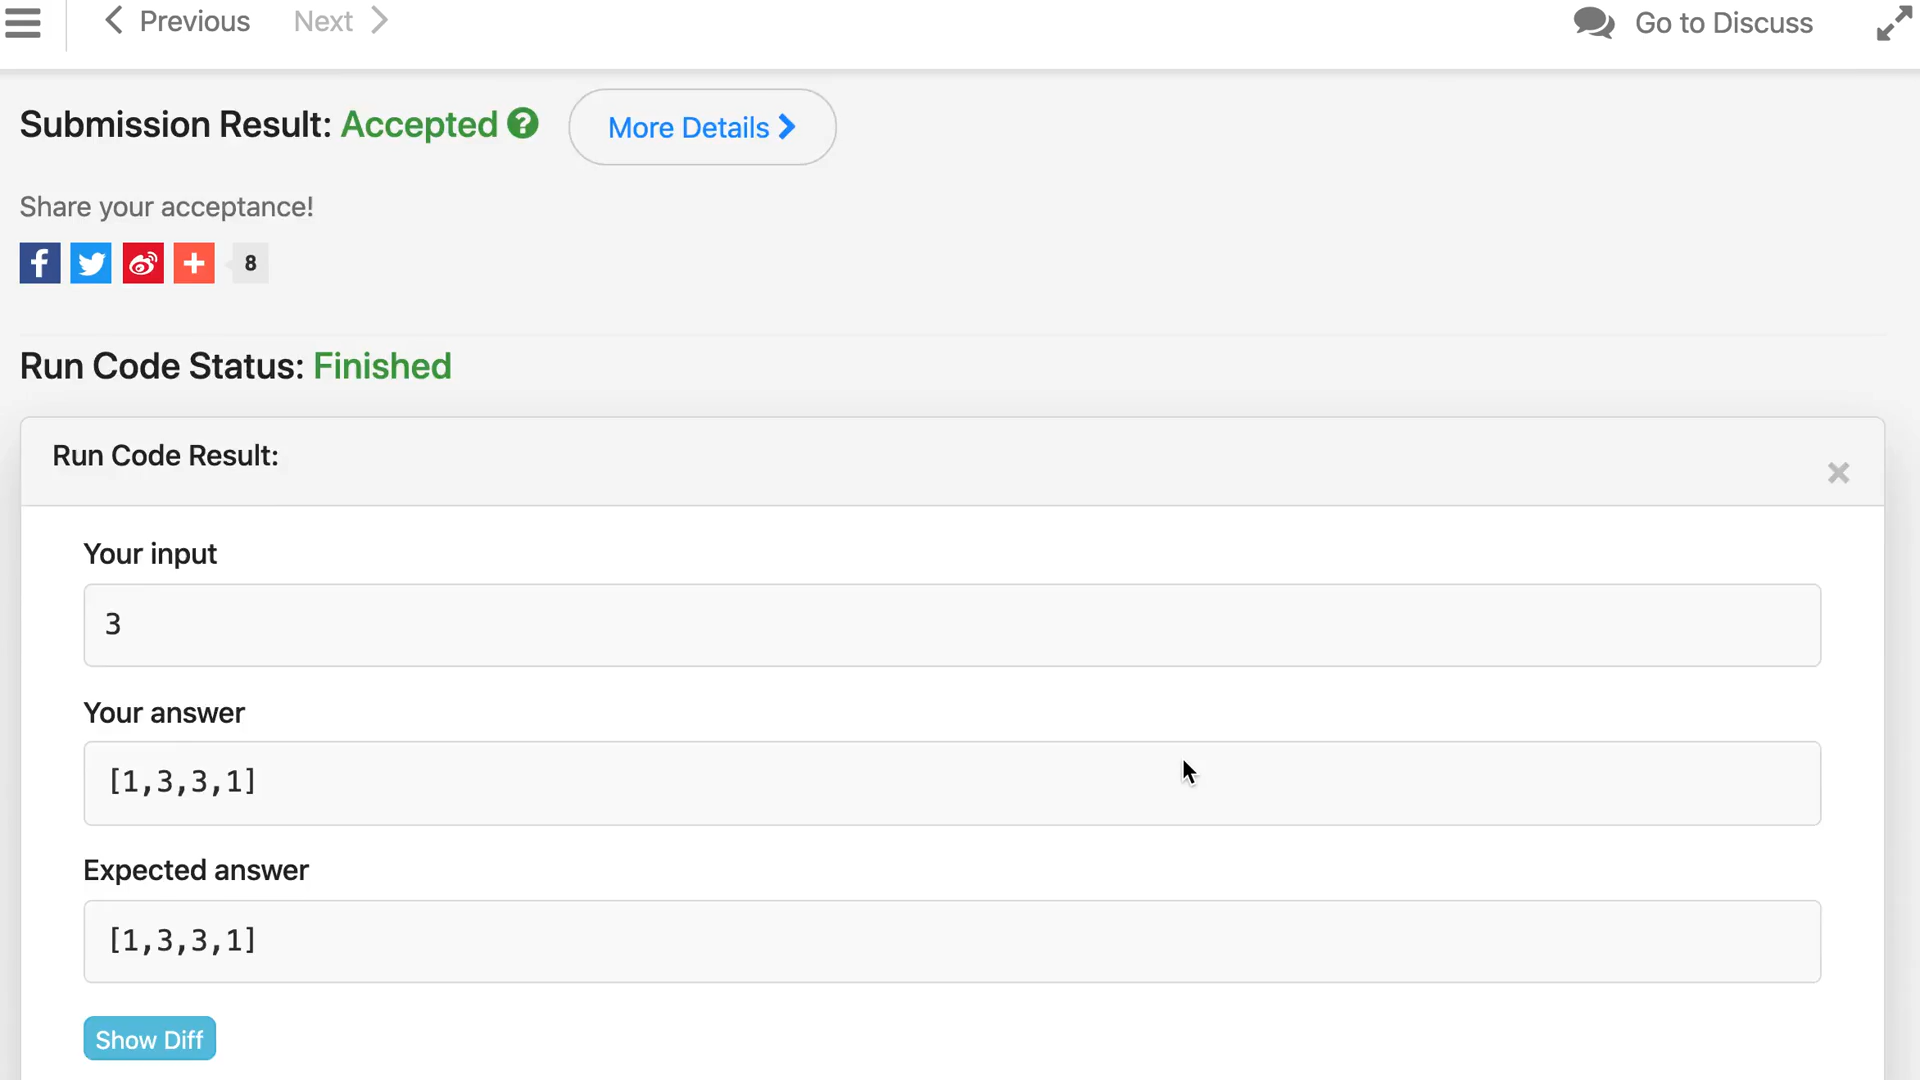 Previous Next Go to Discuss
Submission Result: Accepted ? More Details
Share your acceptance!
f + 8
Run Code Status: Finished
Run Code Result: ×
Your input
3
Your answer
[1,3,3,1]
Expected answer
[1,3,3,1]
Show Diff